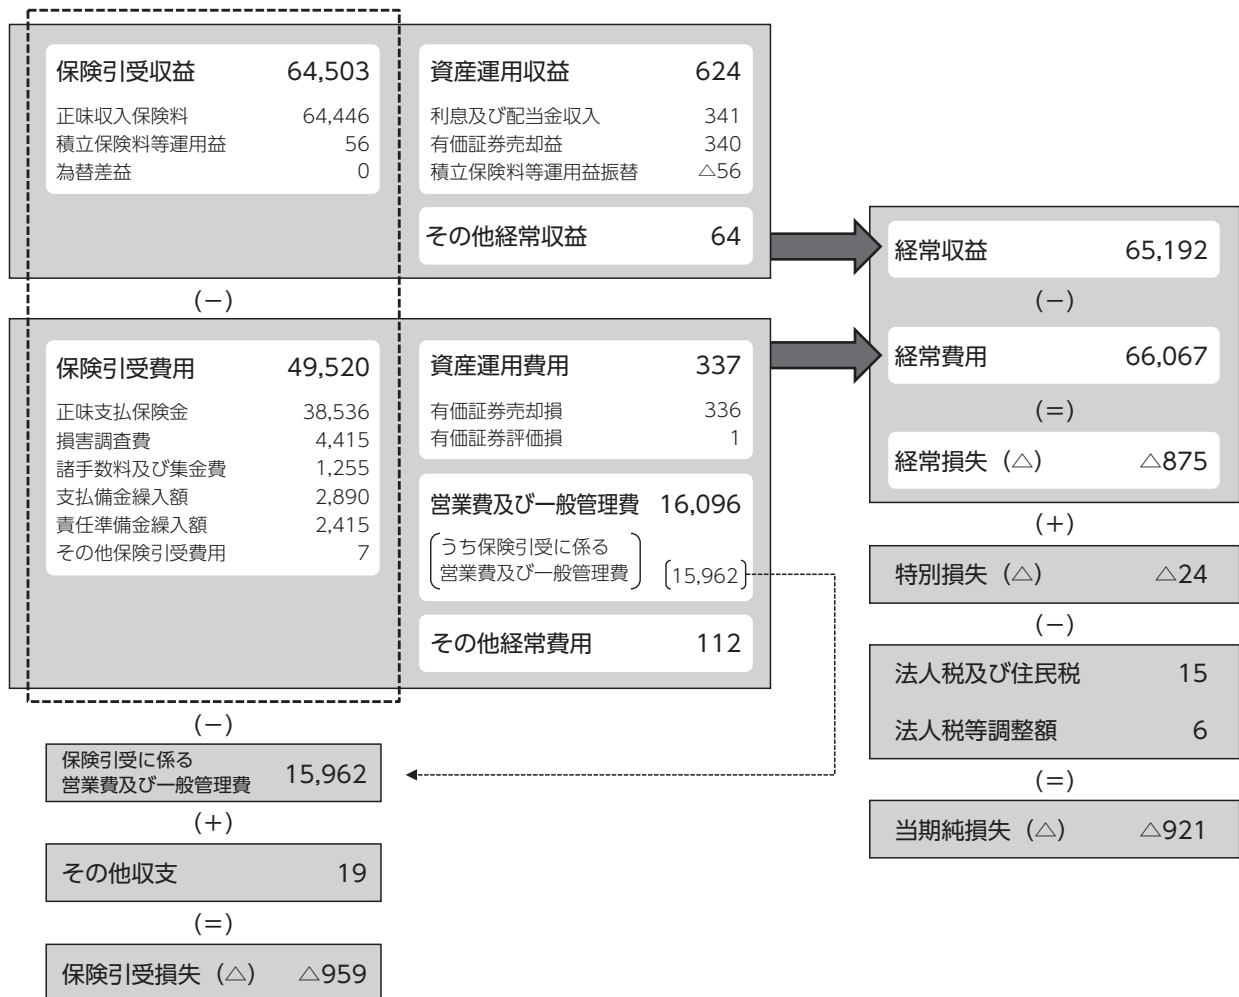 保険引受収益 64,503
正味収入保険料 64,446
積立保険料等運用益 56
為替差益 0
資産運用収益 624
利息及び配当金収入 341
有価証券売却益 340
積立保険料等運用益振替 △56
その他経常収益 64
(－)
保険引受費用 49,520
正味支払保険金 38,536
損害調査費 4,415
諸手数料及び集金費 1,255
支払備金繰入額 2,890
責任準備金繰入額 2,415
その他保険引受費用 7
資産運用費用 337
有価証券売却損 336
有価証券評価損 1
営業費及び一般管理費 16,096
うち保険引受に係る
営業費及び一般管理費 〔15,962〕
その他経常費用 112
(－)
保険引受に係る
営業費及び一般管理費 15,962
(＋)
その他収支 19
(＝)
保険引受損失（△） △959
経常収益 65,192
(－)
経常費用 66,067
(＝)
経常損失（△） △875
(＋)
特別損失（△） △24
(－)
法人税及び住民税 15
法人税等調整額 6
(＝)
当期純損失（△） △921